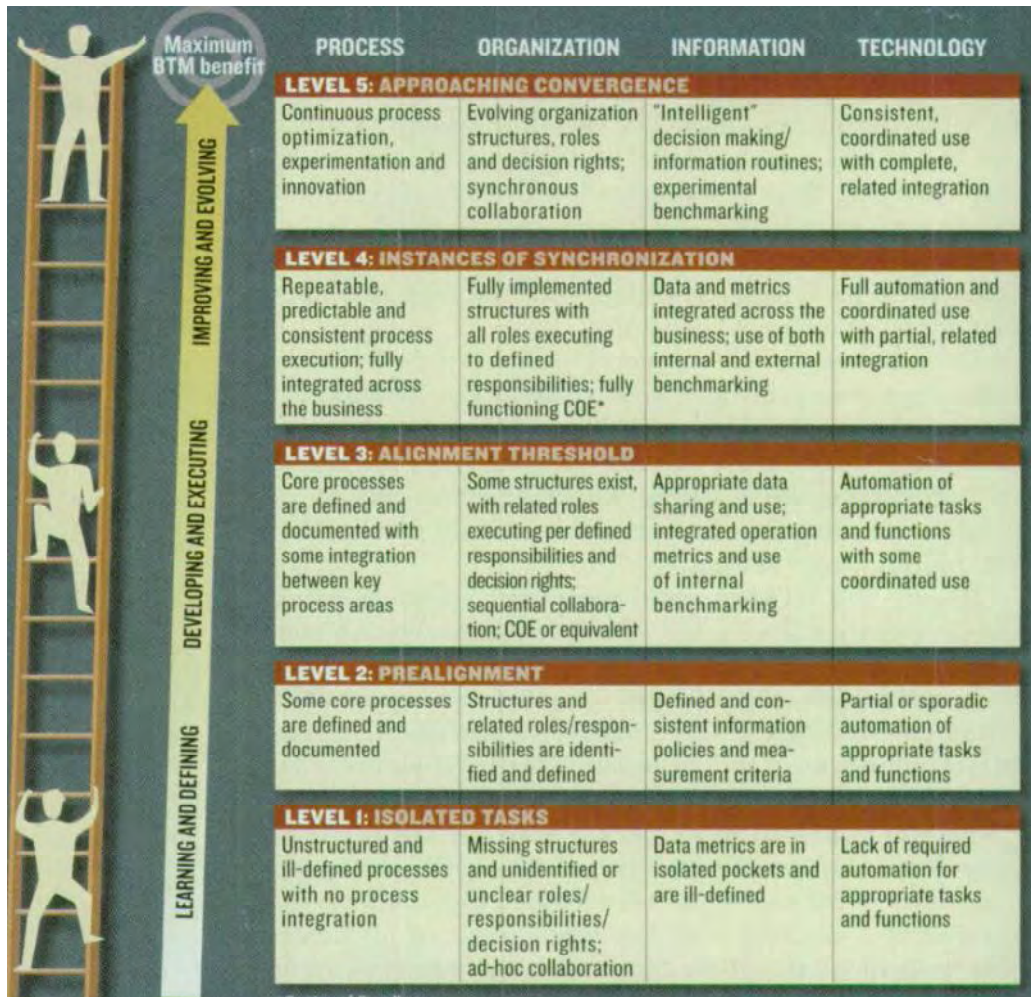 Maximum
BTM benefit
PROCESS
ORGANIZATION
INFORMATION
TECHNOLOGY
LEVEL 5: APPROACHING CONVERGENCE
Continuous process
optimization,
experimentation and
innovation
Evolving organization
structures, roles
and decision rights;
synchronous
collaboration
"Intelligent"
decision making/
information routines;
experimental
benchmarking
Consistent,
coordinated use
with complete,
related integration
LEVEL 4: INSTANCES OF SYNCHRONIZATION
Repeatable,
predictable and
consistent process
execution; fully
integrated across
the business
Fully implemented
structures with
all roles executing
to defined
responsibilities; fully
functioning COE*
Data and metrics
integrated across the
business; use of both
internal and external
benchmarking
Full automation and
coordinated use
with partial, related
integration
LEVEL 3: ALIGNMENT THRESHOLD
Core processes
are defined and
documented with
some integration
between key
process areas
Some structures exist,
with related roles
executing per defined
responsibilities and
decision rights;
sequential collabora-
tion; COE or equivalent
Appropriate data
sharing and use;
integrated operation
metrics and use
of internal
benchmarking
Automation of
appropriate tasks
and functions
with some
coordinated use
LEVEL 2: PREALIGNMENT
Some core processes
are defined and
documented
Structures and
related roles/respon-
sibilities are identi-
fied and defined
Defined and con-
sistent information
policies and mea-
surement criteria
Partial or sporadic
automation of
appropriate tasks
and functions
LEVEL 1: ISOLATED TASKS
Unstructured and
ill-defined processes
with no process
integration
Missing structures
and unidentified or
unclear roles/
responsibilities/
decision rights;
ad-hoc collaboration
Data metrics are in
isolated pockets and
are ill-defined
Lack of required
automation for
appropriate tasks
and functions
IMPROVING AND EVOLVING
DEVELOPING AND EXECUTING
LEARNING AND DEFINING